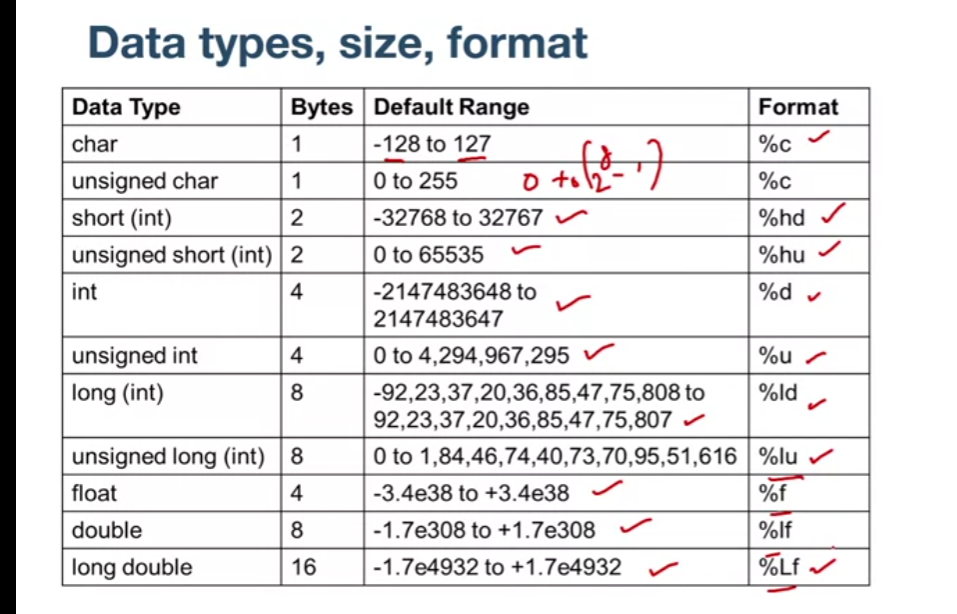 Data types, size, format
Data Type Bytes Default Range Format
char 1 -128 to 127 %c
unsigned char 1 0 to 255 0 to (2^8-1) %c
short (int) 2 -32768 to 32767 %hd
unsigned short (int) 2 0 to 65535 %hu
int 4 -2147483648 to %d
2147483647
unsigned int 4 0 to 4,294,967,295 %u
long (int) 8 -92,23,37,20,36,85,47,75,808 to %ld
92,23,37,20,36,85,47,75,807
unsigned long (int) 8 0 to 1,84,46,74,40,73,70,95,51,616 %lu
float 4 -3.4e38 to +3.4e38 %f
double 8 -1.7e308 to +1.7e308 %lf
long double 16 -1.7e4932 to +1.7e4932 %Lf